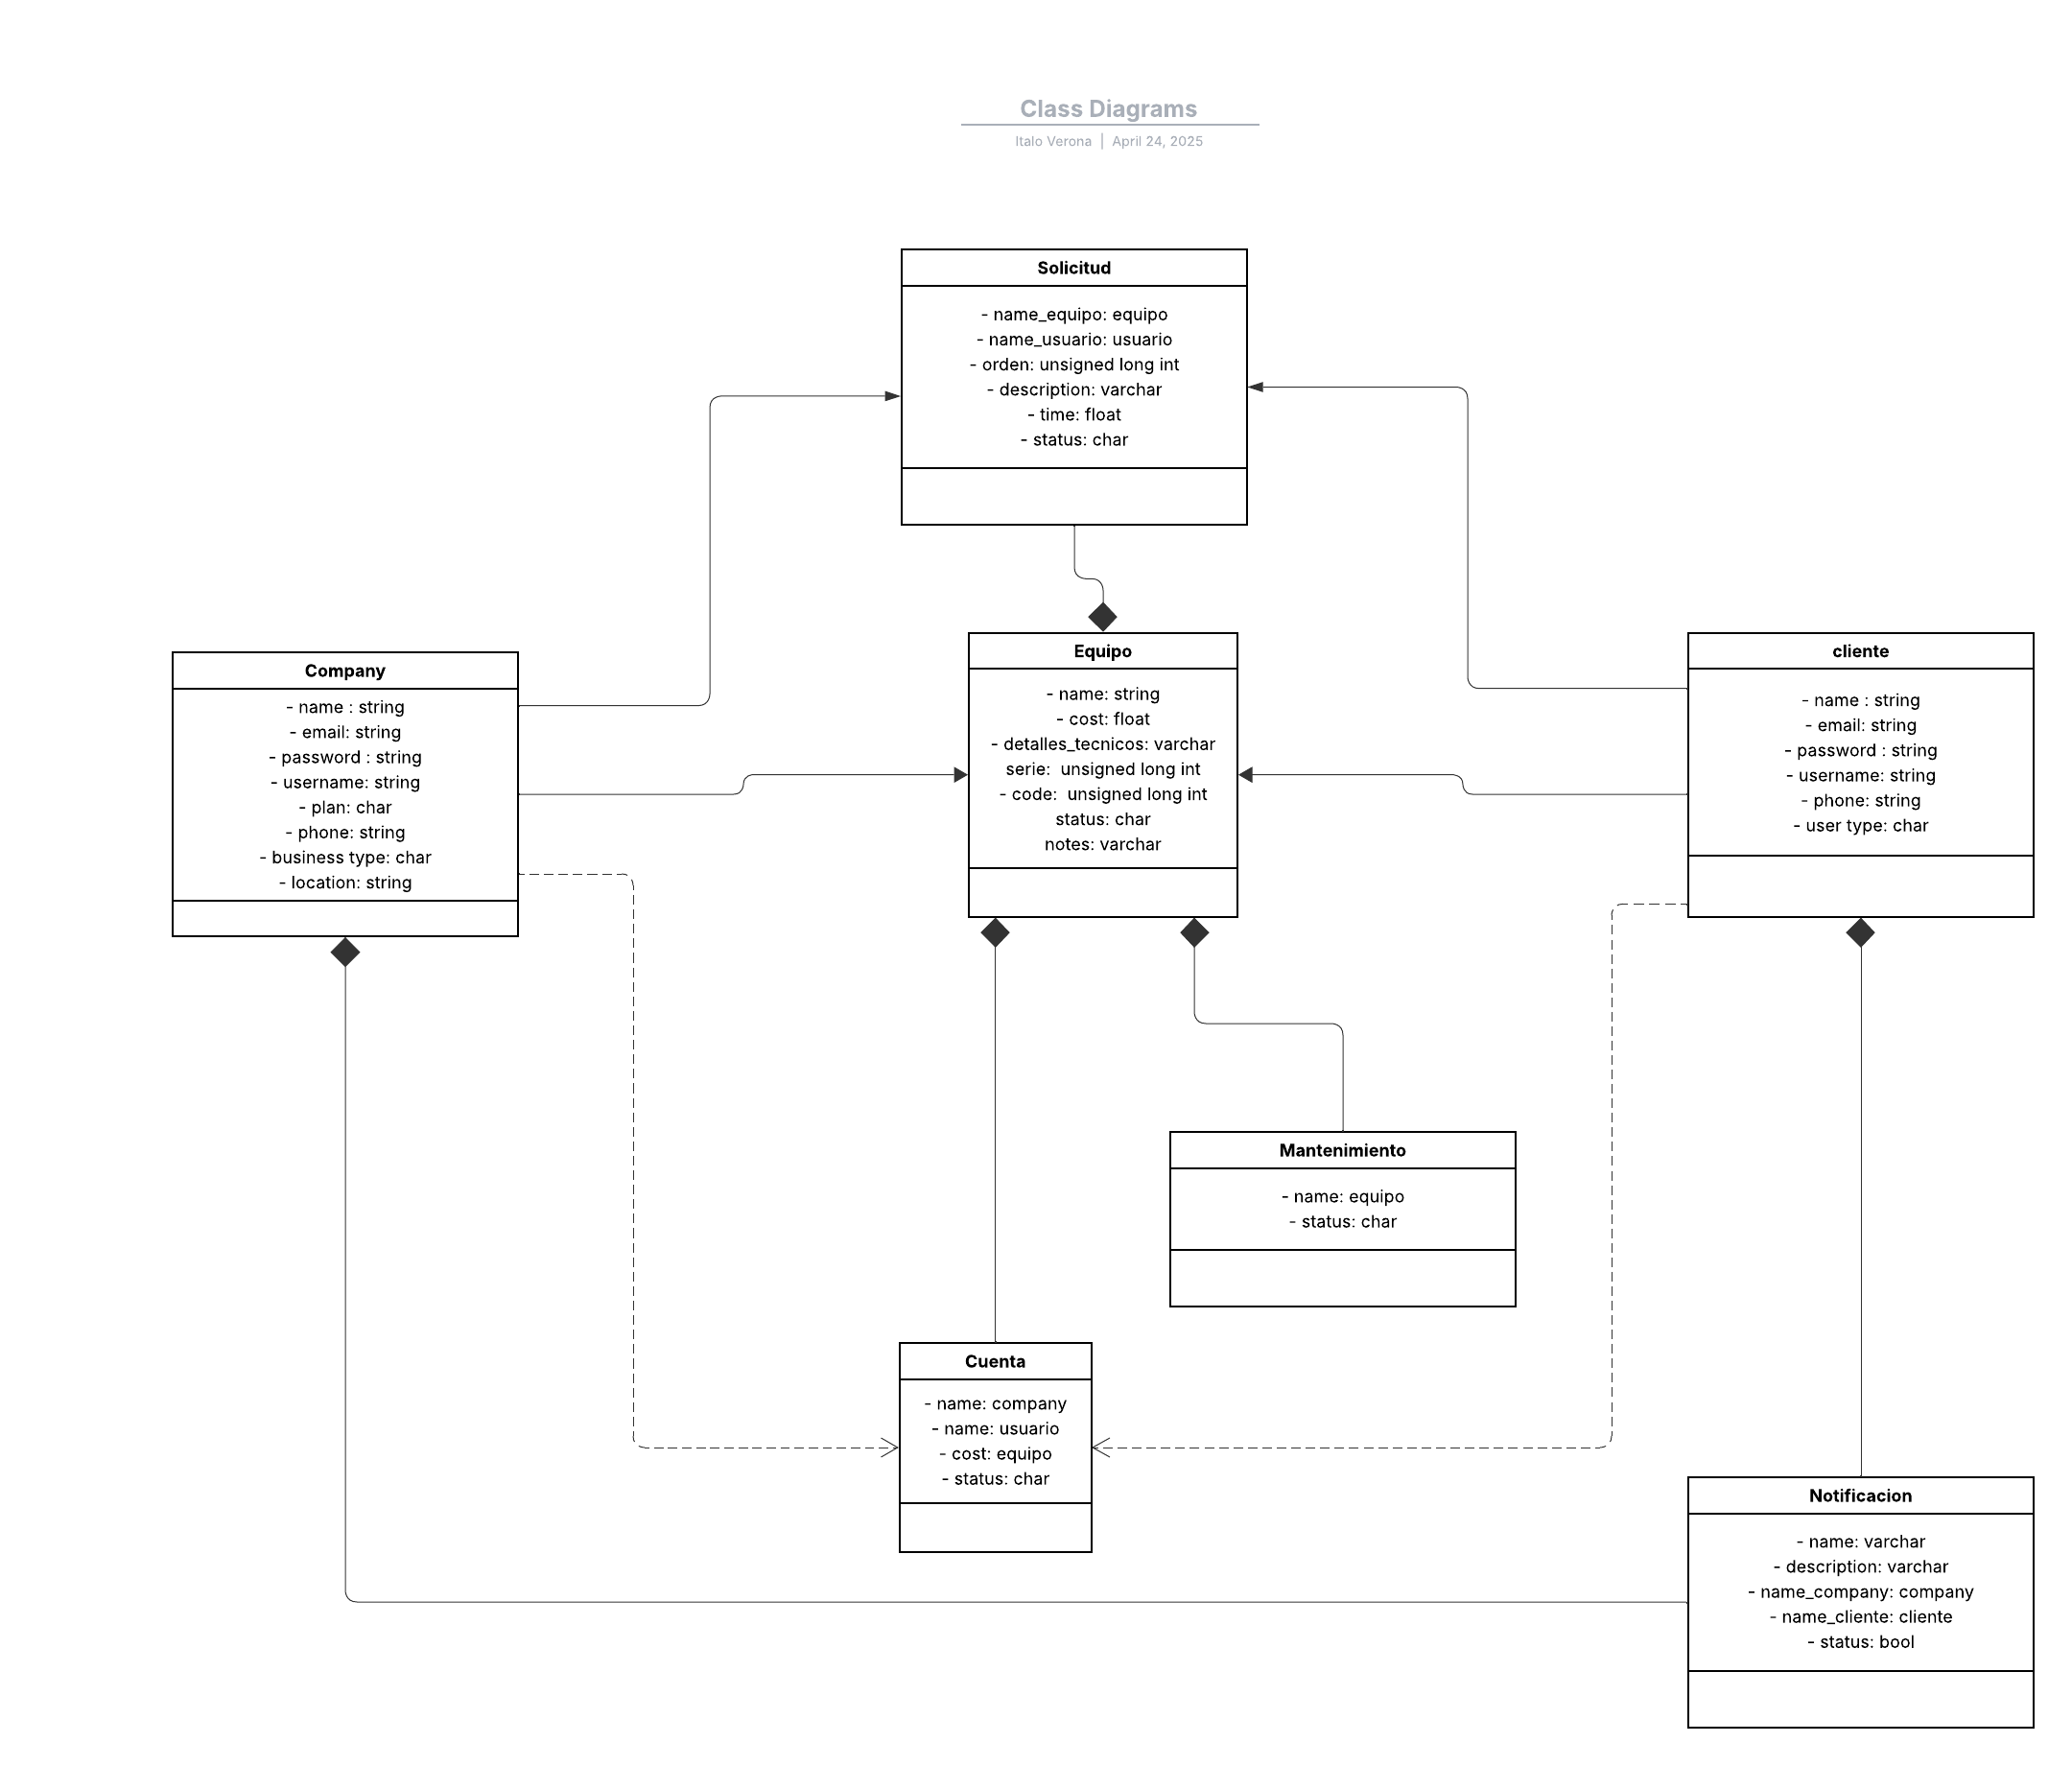 Class Diagrams
Italo Verona | April 24, 2025
Solicitud
- name_equipo: equipo
- name_usuario: usuario
- orden: unsigned long int
- description: varchar
- time: float
- status: char
Company
- name : string
- email: string
- password : string
- username: string
- plan: char
- phone: string
- business type: char
- location: string
Equipo
- name: string
- cost: float
- detalles_tecnicos: varchar
serie:  unsigned long int
- code:  unsigned long int
status: char
notes: varchar
cliente
- name : string
- email: string
- password : string
- username: string
- phone: string
- user type: char
Mantenimiento
- name: equipo
- status: char
Cuenta
- name: company
- name: usuario
- cost: equipo
- status: char
Notificacion
- name: varchar
- description: varchar
- name_company: company
- name_cliente: cliente
- status: bool